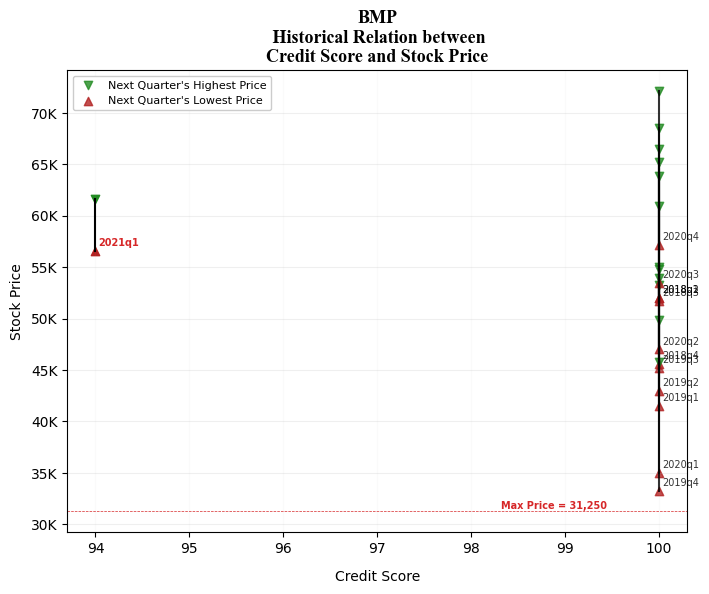 BMP
Historical Relation between
Credit Score and Stock Price
Next Quarter's Highest Price
Next Quarter's Lowest Price
70K
65K
60K
55K
50K
45K
40K
35K
30K
Stock Price
2021q1
2020q4
2020q3
2020q2
2018q4
2019q3
2019q2
2019q1
2020q1
2019q4
Max Price = 31,250
94
95
96
97
98
99
100
Credit Score